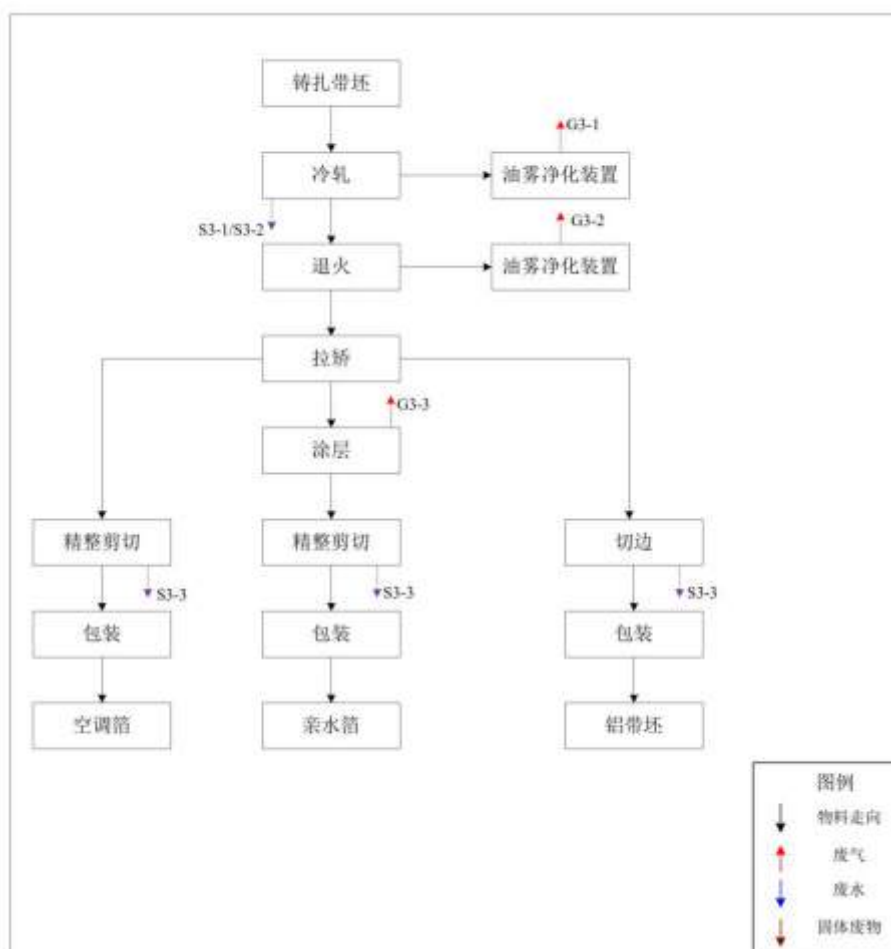 铸扎带坯
G3-1
冷轧
油雾净化装置
S3-1/S3-2
G3-2
退火
油雾净化装置
拉矫
G3-3
涂层
精整剪切
精整剪切
切边
S3-3
S3-3
S3-3
包装
包装
包装
空调箔
亲水箔
铝带坯
图例
物料走向
废气
废水
固体废物